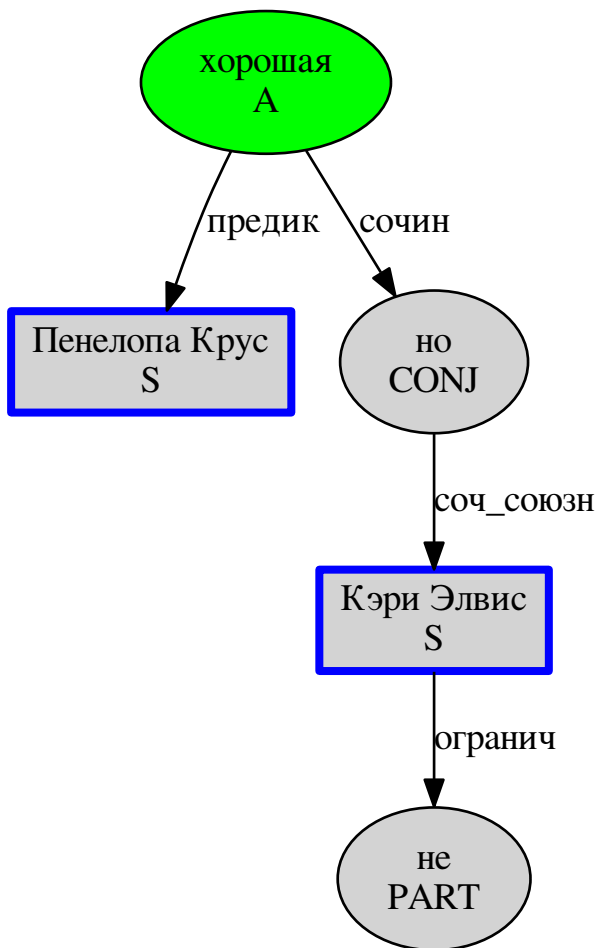 хорошая
A
предик
сочин
Пенелопа Крус
S
но
CONJ
соч_союзн
Кэри Элвис
S
огранич
не
PART